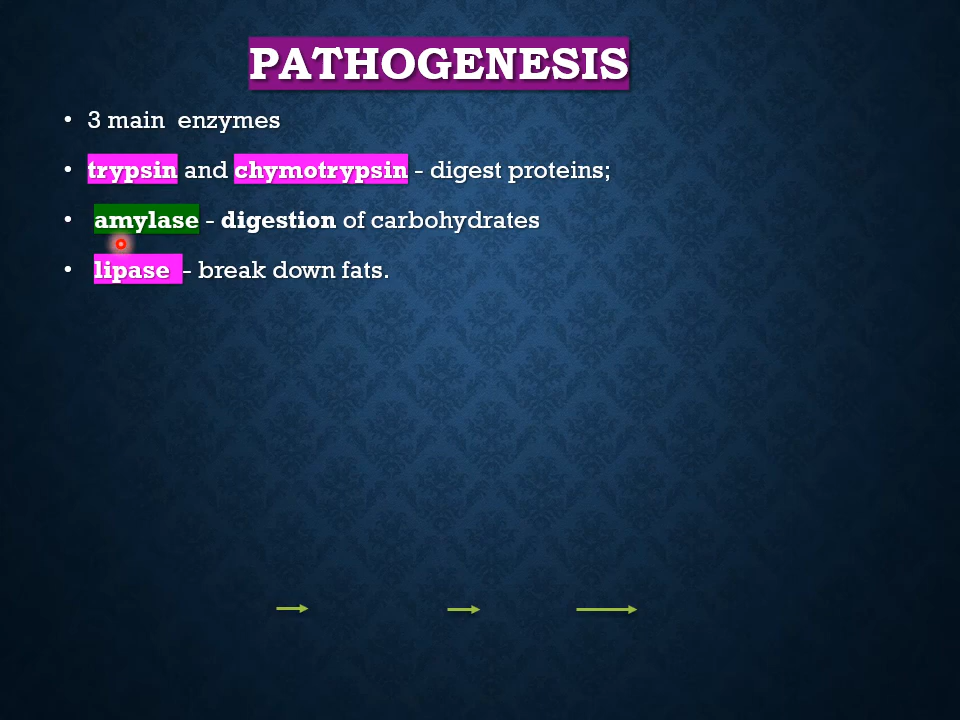 PATHOGENESIS
• 3 main enzymes
• trypsin and chymotrypsin - digest proteins;
• amylase - digestion of carbohydrates
• lipase - break down fats.